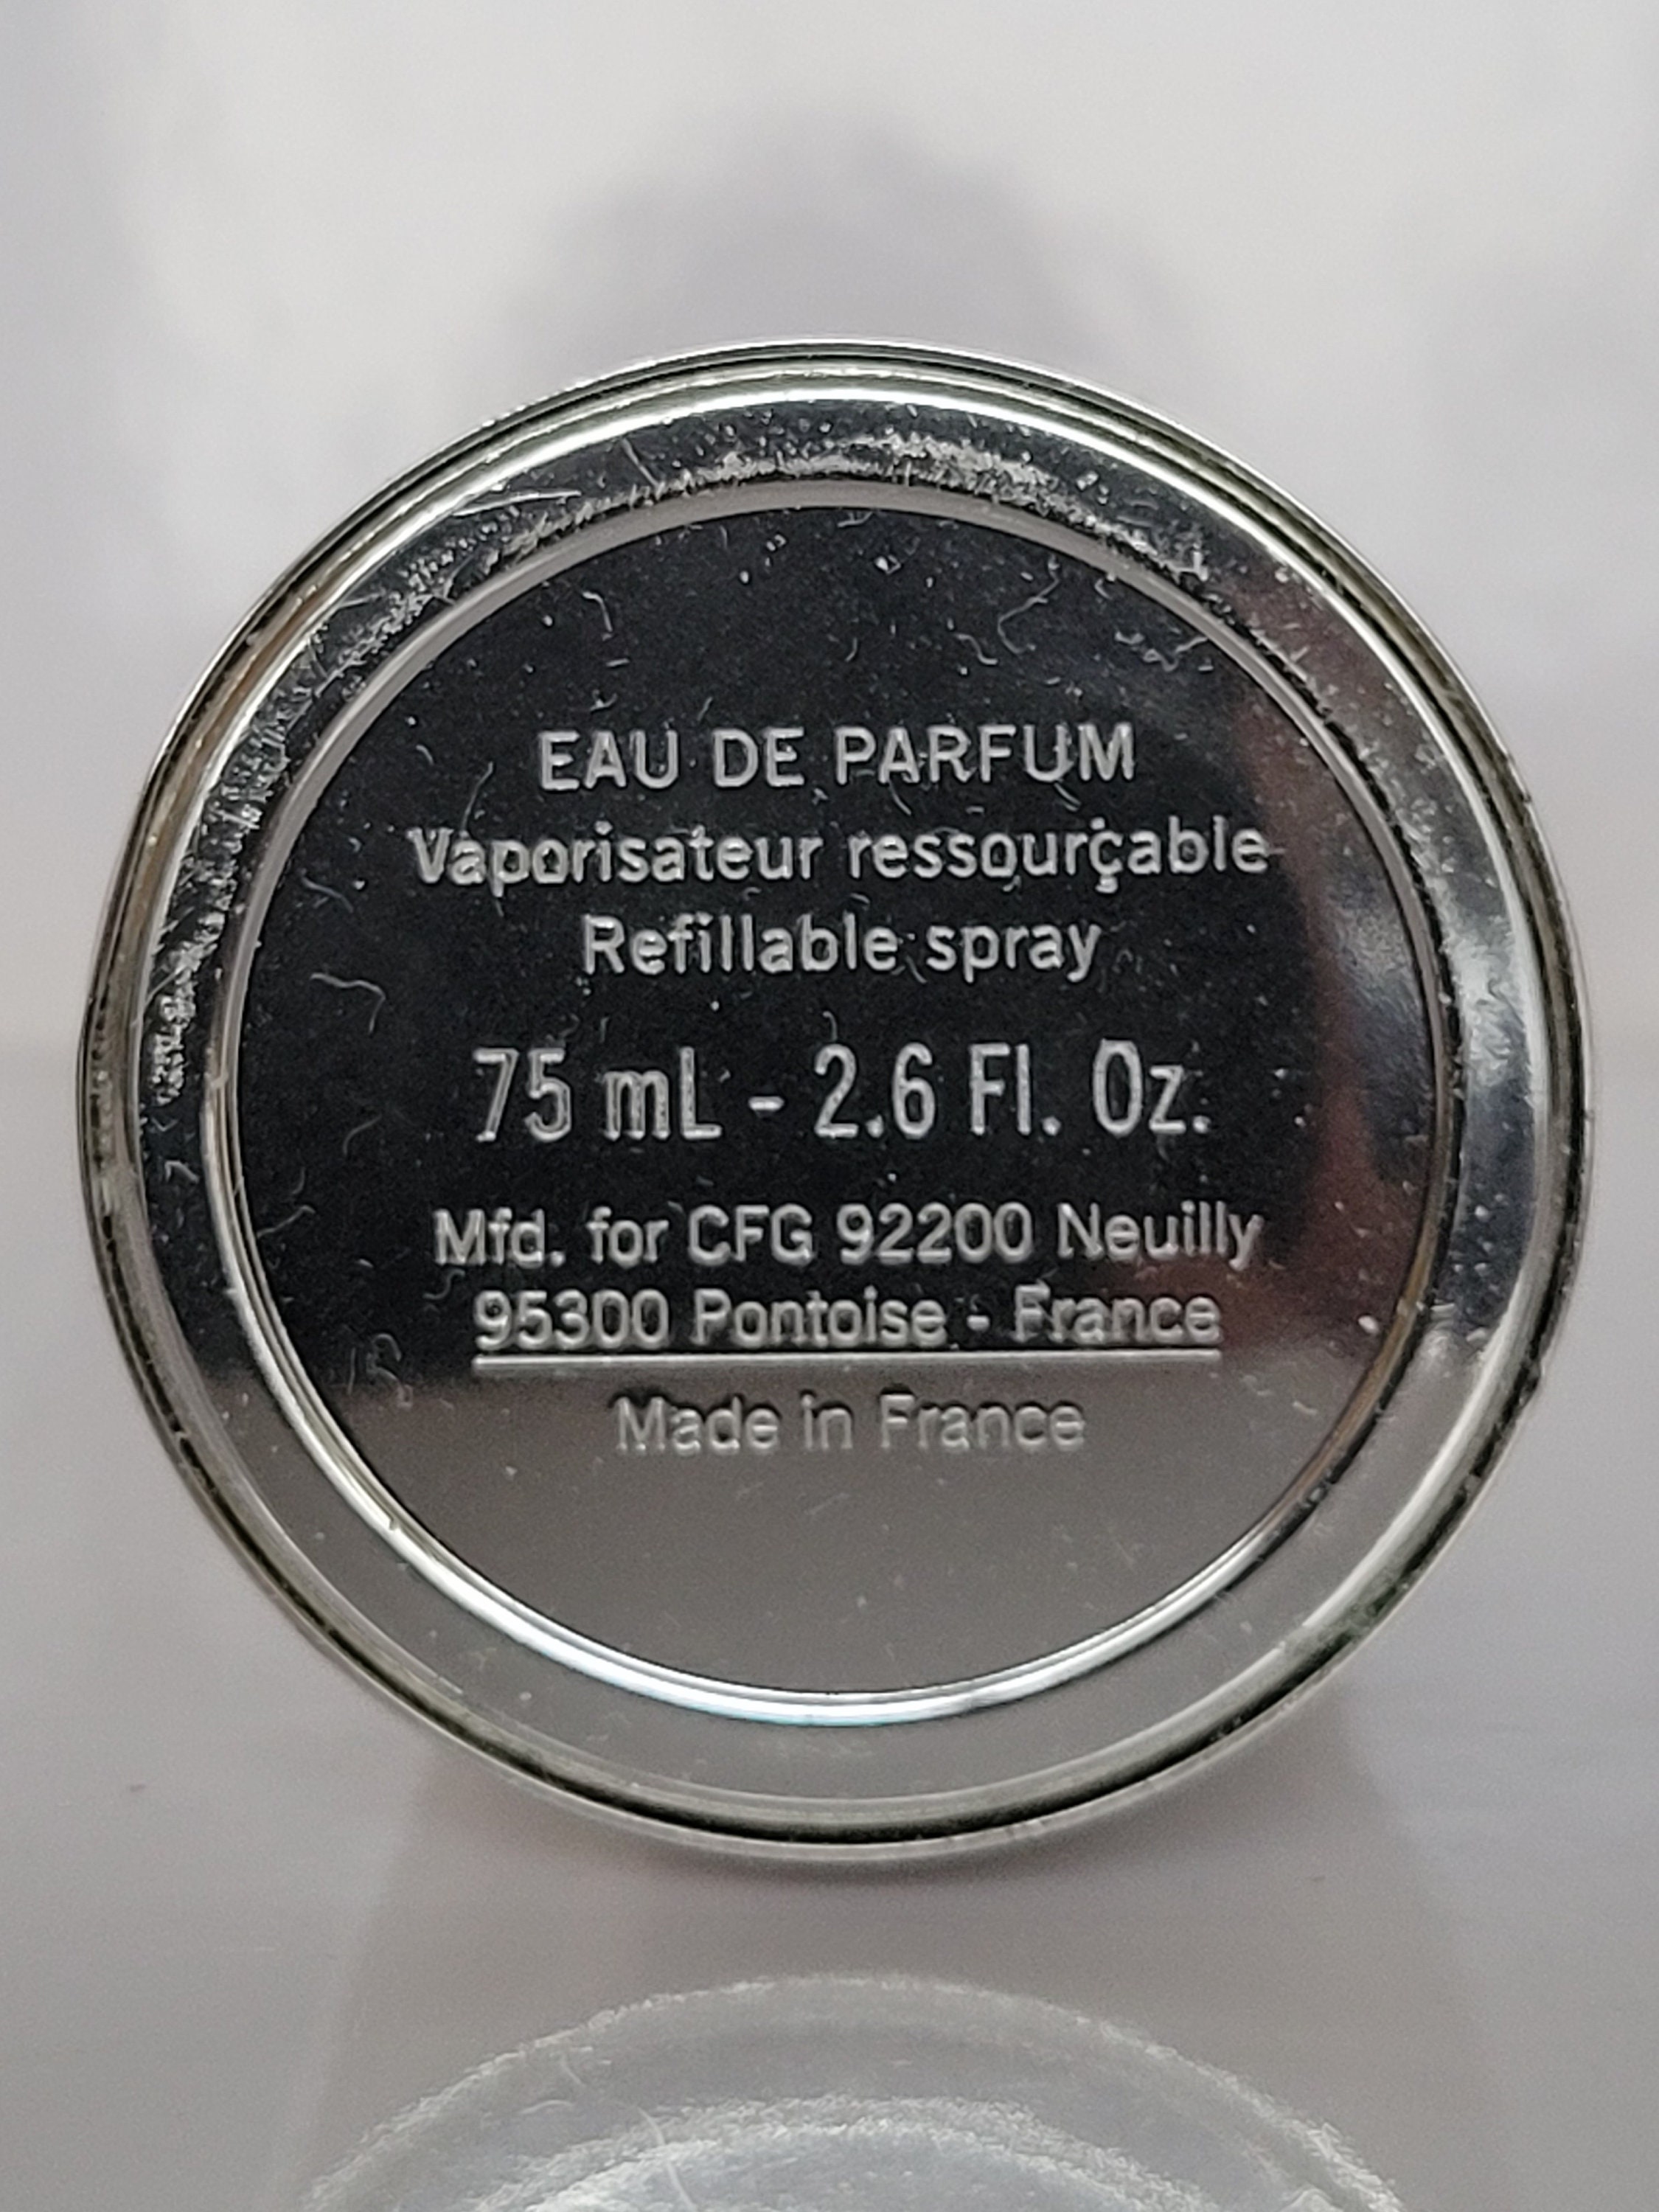 EAU DE PARFUM
Vaporisateur ressourçable
Refillable spray
75 mL - 2.6 Fl. Oz.
Mfd. for CFG 92200 Neuilly
95300 Pontoise - France
Made in France